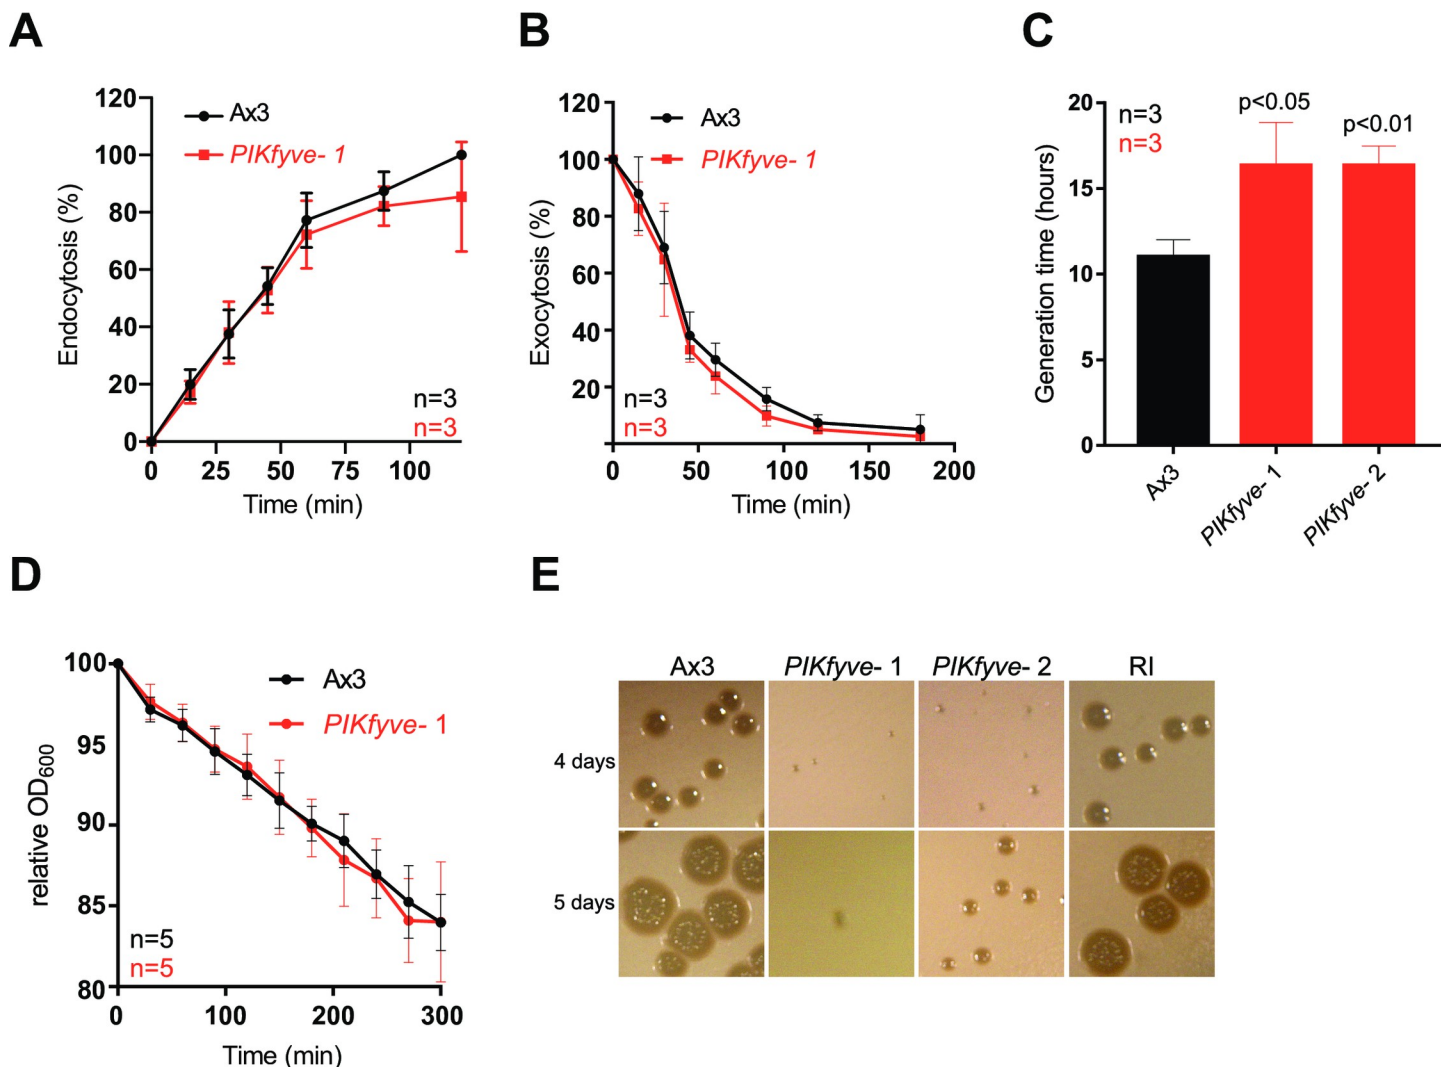 A
Endocytosis (%)
120
100
80
60
40
20
0
Ax3
PIKfyve- 1
n=3
n=3
0 25 50 75 100
Time (min)
B
Exocytosis (%)
120
100
80
60
40
20
Ax3
PIKfyve- 1
n=3
n=3
0 50 100 150 200
Time (min)
C
Generation time (hours)
20
15
10
5
0
n=3
n=3
p<0.05
p<0.01
Ax3
PIKfyve- 1
PIKfyve- 2
D
relative OD600
100
95
90
85
80
Ax3
PIKfyve- 1
n=5
n=5
0 100 200 300
Time (min)
E
Ax3 PIKfyve- 1 PIKfyve- 2 RI
4 days
5 days